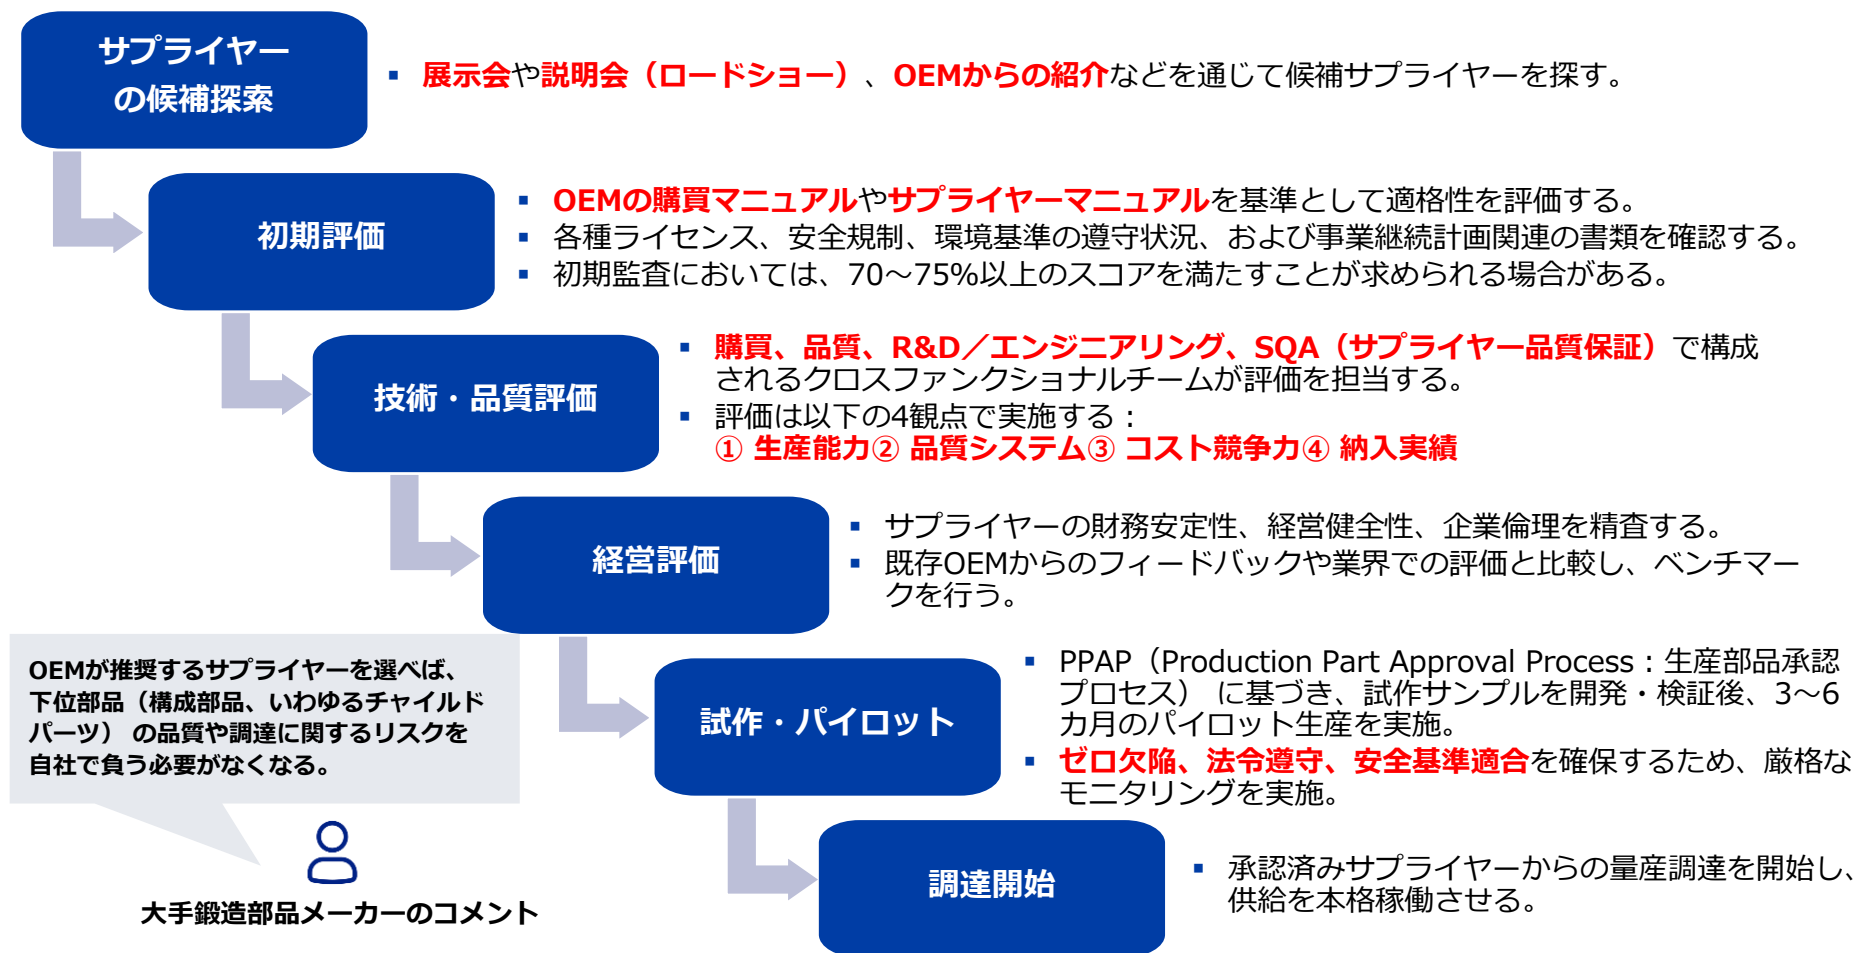 サプライヤー
の候補探索
▪ 展示会や説明会（ロードショー）、OEMからの紹介などを通じて候補サプライヤーを探す。
初期評価
▪ OEMの購買マニュアルやサプライヤーマニュアルを基準として適格性を評価する。
▪ 各種ライセンス、安全規制、環境基準の遵守状況、および事業継続計画関連の書類を確認する。
▪ 初期監査においては、70～75%以上のスコアを満たすことが求められる場合がある。
技術・品質評価
▪ 購買、品質、R&D／エンジニアリング、SQA（サプライヤー品質保証）で構成
されるクロスファンクショナルチームが評価を担当する。
▪ 評価は以下の4観点で実施する：
① 生産能力② 品質システム③ コスト競争力④ 納入実績
経営評価
▪ サプライヤーの財務安定性、経営健全性、企業倫理を精査する。
▪ 既存OEMからのフィードバックや業界での評価と比較し、ベンチマー
クを行う。
OEMが推奨するサプライヤーを選べば、
下位部品（構成部品、いわゆるチャイルド
パーツ） の品質や調達に関するリスクを
自社で負う必要がなくなる。
大手鍛造部品メーカーのコメント
試作・パイロット
▪ PPAP（Production Part Approval Process：生産部品承認
プロセス） に基づき、試作サンプルを開発・検証後、3～6
カ月のパイロット生産を実施。
▪ ゼロ欠陥、法令遵守、安全基準適合を確保するため、厳格な
モニタリングを実施。
調達開始
▪ 承認済みサプライヤーからの量産調達を開始し、
供給を本格稼働させる。